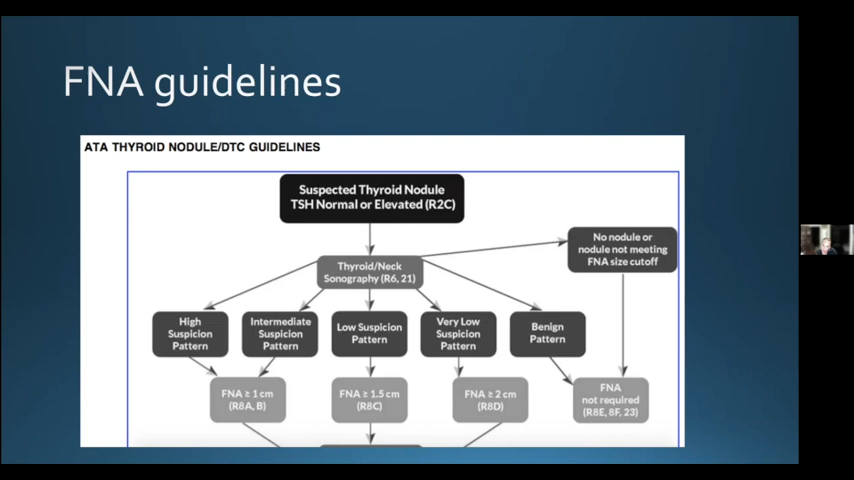 FNA guidelines
ATA THYROID NODULE/DTC GUIDELINES
Suspected Thyroid Nodule
TSH Normal or Elevated (R2C)
No nodule or
nodule not meeting
FNA size cutoff
Thyroid/Neck
Sonography (R6, 21)
High
Suspicion
Pattern
Intermediate
Suspicion
Pattern
Low Suspicion
Pattern
Very Low
Suspicion
Pattern
Benign
Pattern
FNA ≥ 1 cm
(R8A, B)
FNA ≥ 1.5 cm
(R8C)
FNA ≥ 2 cm
(R8D)
FNA
not required
(R8E, 8F, 23)